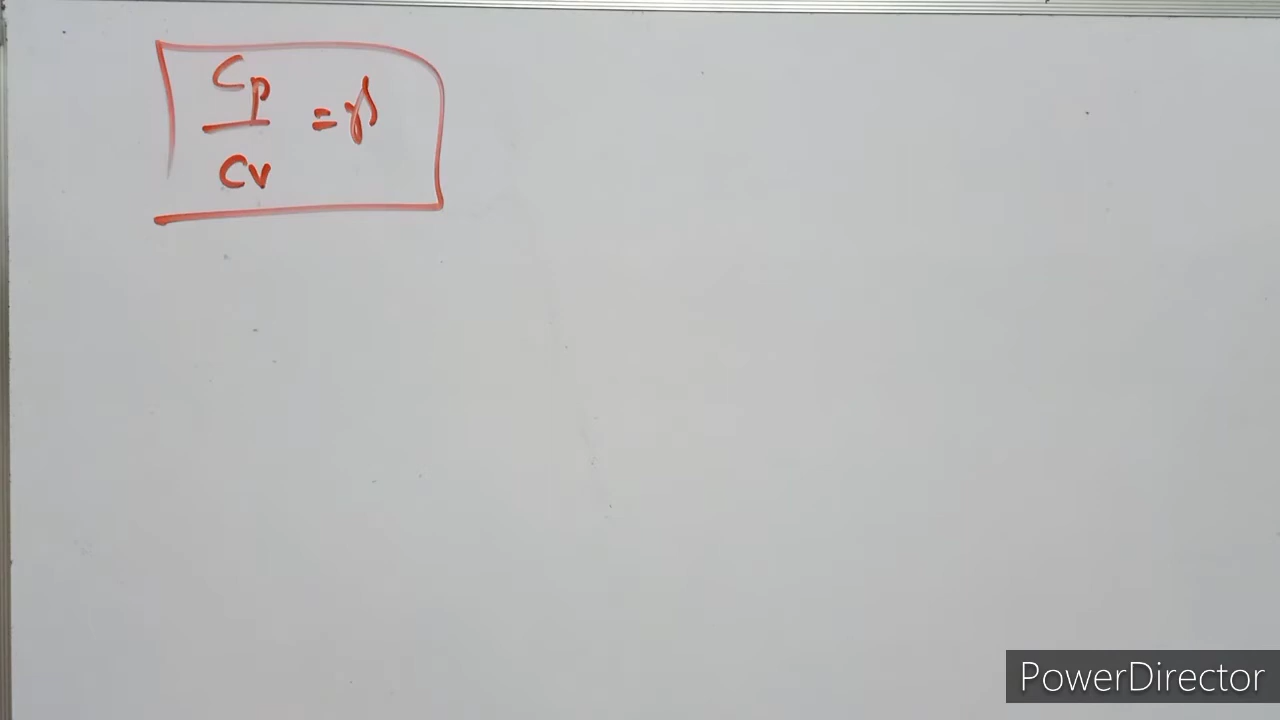 Cp
—— = γ
Cv
PowerDirector